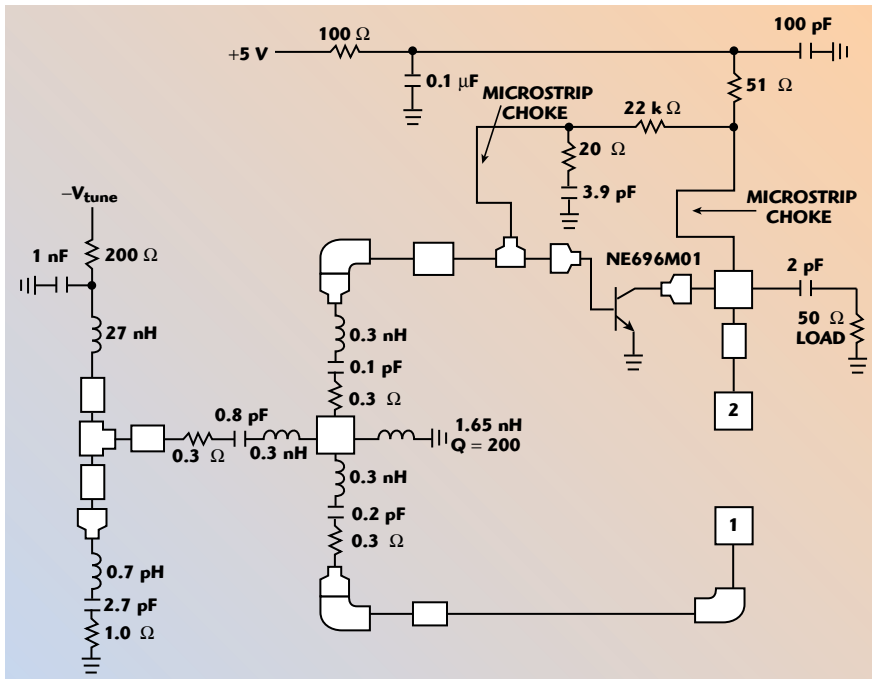 100 pF
100 Ω
+5 V
0.1 μF
51 Ω
MICROSTRIP
CHOKE
22 k Ω
20 Ω
3.9 pF
–Vtune
MICROSTRIP
CHOKE
1 nF
200 Ω
NE696M01
2 pF
27 nH
0.3 nH
50 Ω
LOAD
0.1 pF
0.3 Ω
0.8 pF
2
1.65 nH
Q = 200
0.3 Ω
0.3 nH
0.3 nH
0.2 pF
1
0.3 Ω
0.7 pH
2.7 pF
1.0 Ω